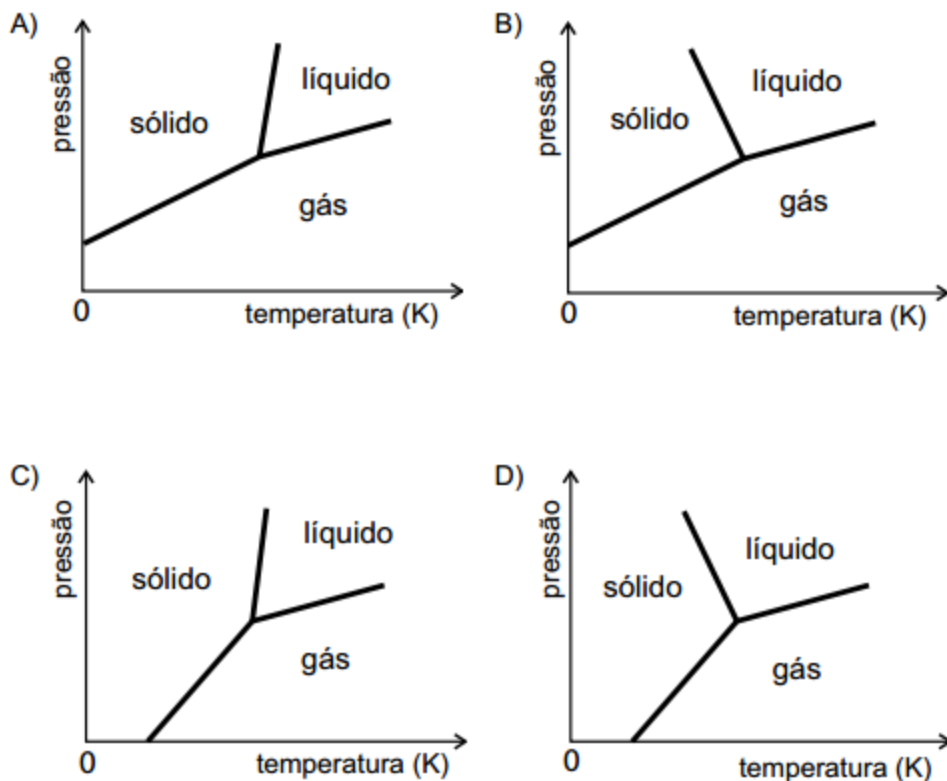 A)
pressão
sólido
líquido
gás
0
temperatura (K)
B)
pressão
sólido
líquido
gás
0
temperatura (K)
C)
pressão
sólido
líquido
gás
0
temperatura (K)
D)
pressão
sólido
líquido
gás
0
temperatura (K)